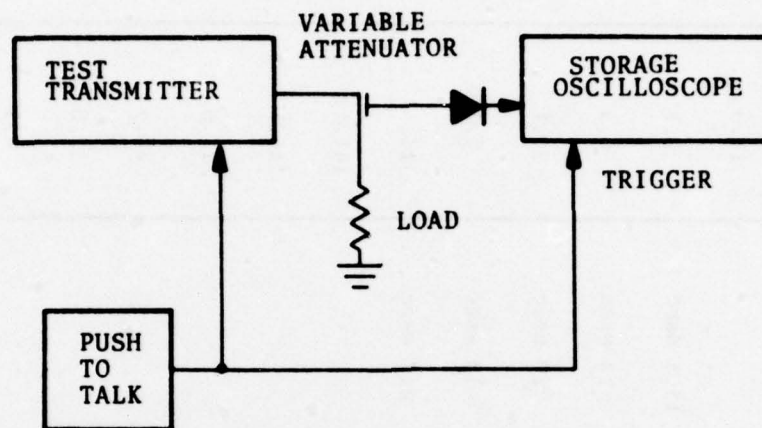 VARIABLE
ATTENUATOR
TEST
TRANSMITTER
STORAGE
OSCILLOSCOPE
TRIGGER
LOAD
PUSH
TO
TALK